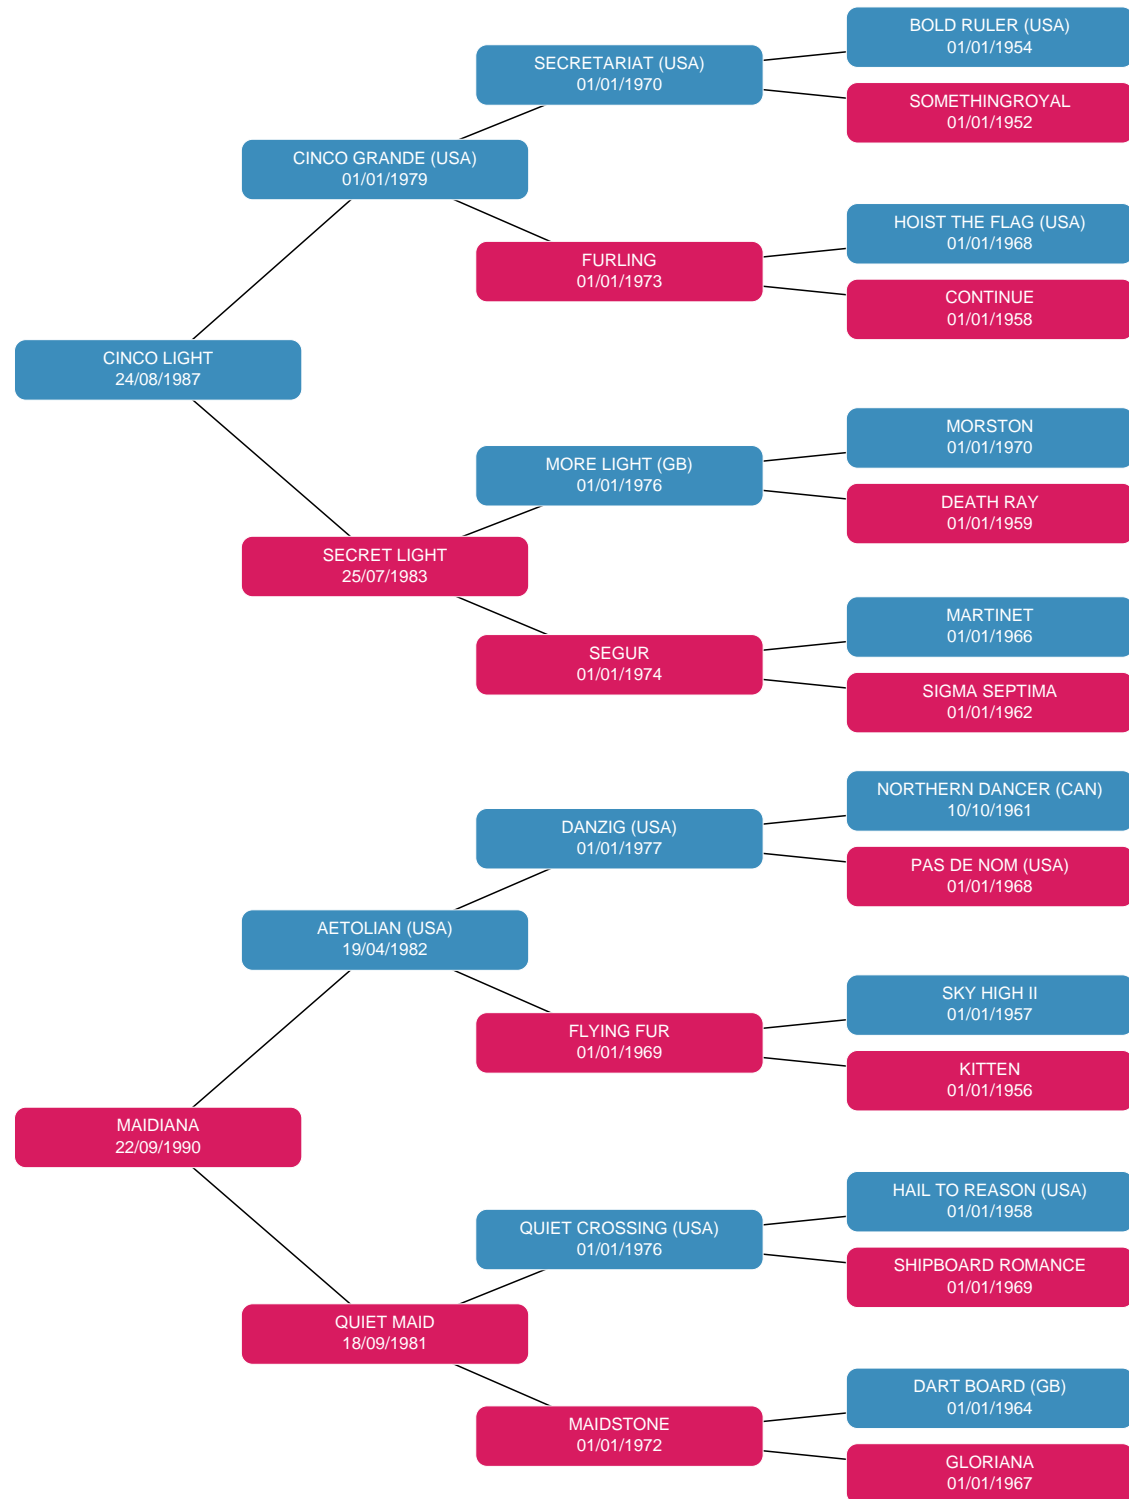 BOLD RULER (USA)
01/01/1954
SECRETARIAT (USA)
01/01/1970
SOMETHINGROYAL
01/01/1952
CINCO GRANDE (USA)
01/01/1979
HOIST THE FLAG (USA)
01/01/1968
FURLING
01/01/1973
CONTINUE
01/01/1958
CINCO LIGHT
24/08/1987
MORSTON
01/01/1970
MORE LIGHT (GB)
01/01/1976
DEATH RAY
01/01/1959
SECRET LIGHT
25/07/1983
MARTINET
01/01/1966
SEGUR
01/01/1974
SIGMA SEPTIMA
01/01/1962
NORTHERN DANCER (CAN)
10/10/1961
DANZIG (USA)
01/01/1977
PAS DE NOM (USA)
01/01/1968
AETOLIAN (USA)
19/04/1982
SKY HIGH II
01/01/1957
FLYING FUR
01/01/1969
KITTEN
01/01/1956
MAIDIANA
22/09/1990
HAIL TO REASON (USA)
01/01/1958
QUIET CROSSING (USA)
01/01/1976
SHIPBOARD ROMANCE
01/01/1969
QUIET MAID
18/09/1981
DART BOARD (GB)
01/01/1964
MAIDSTONE
01/01/1972
GLORIANA
01/01/1967